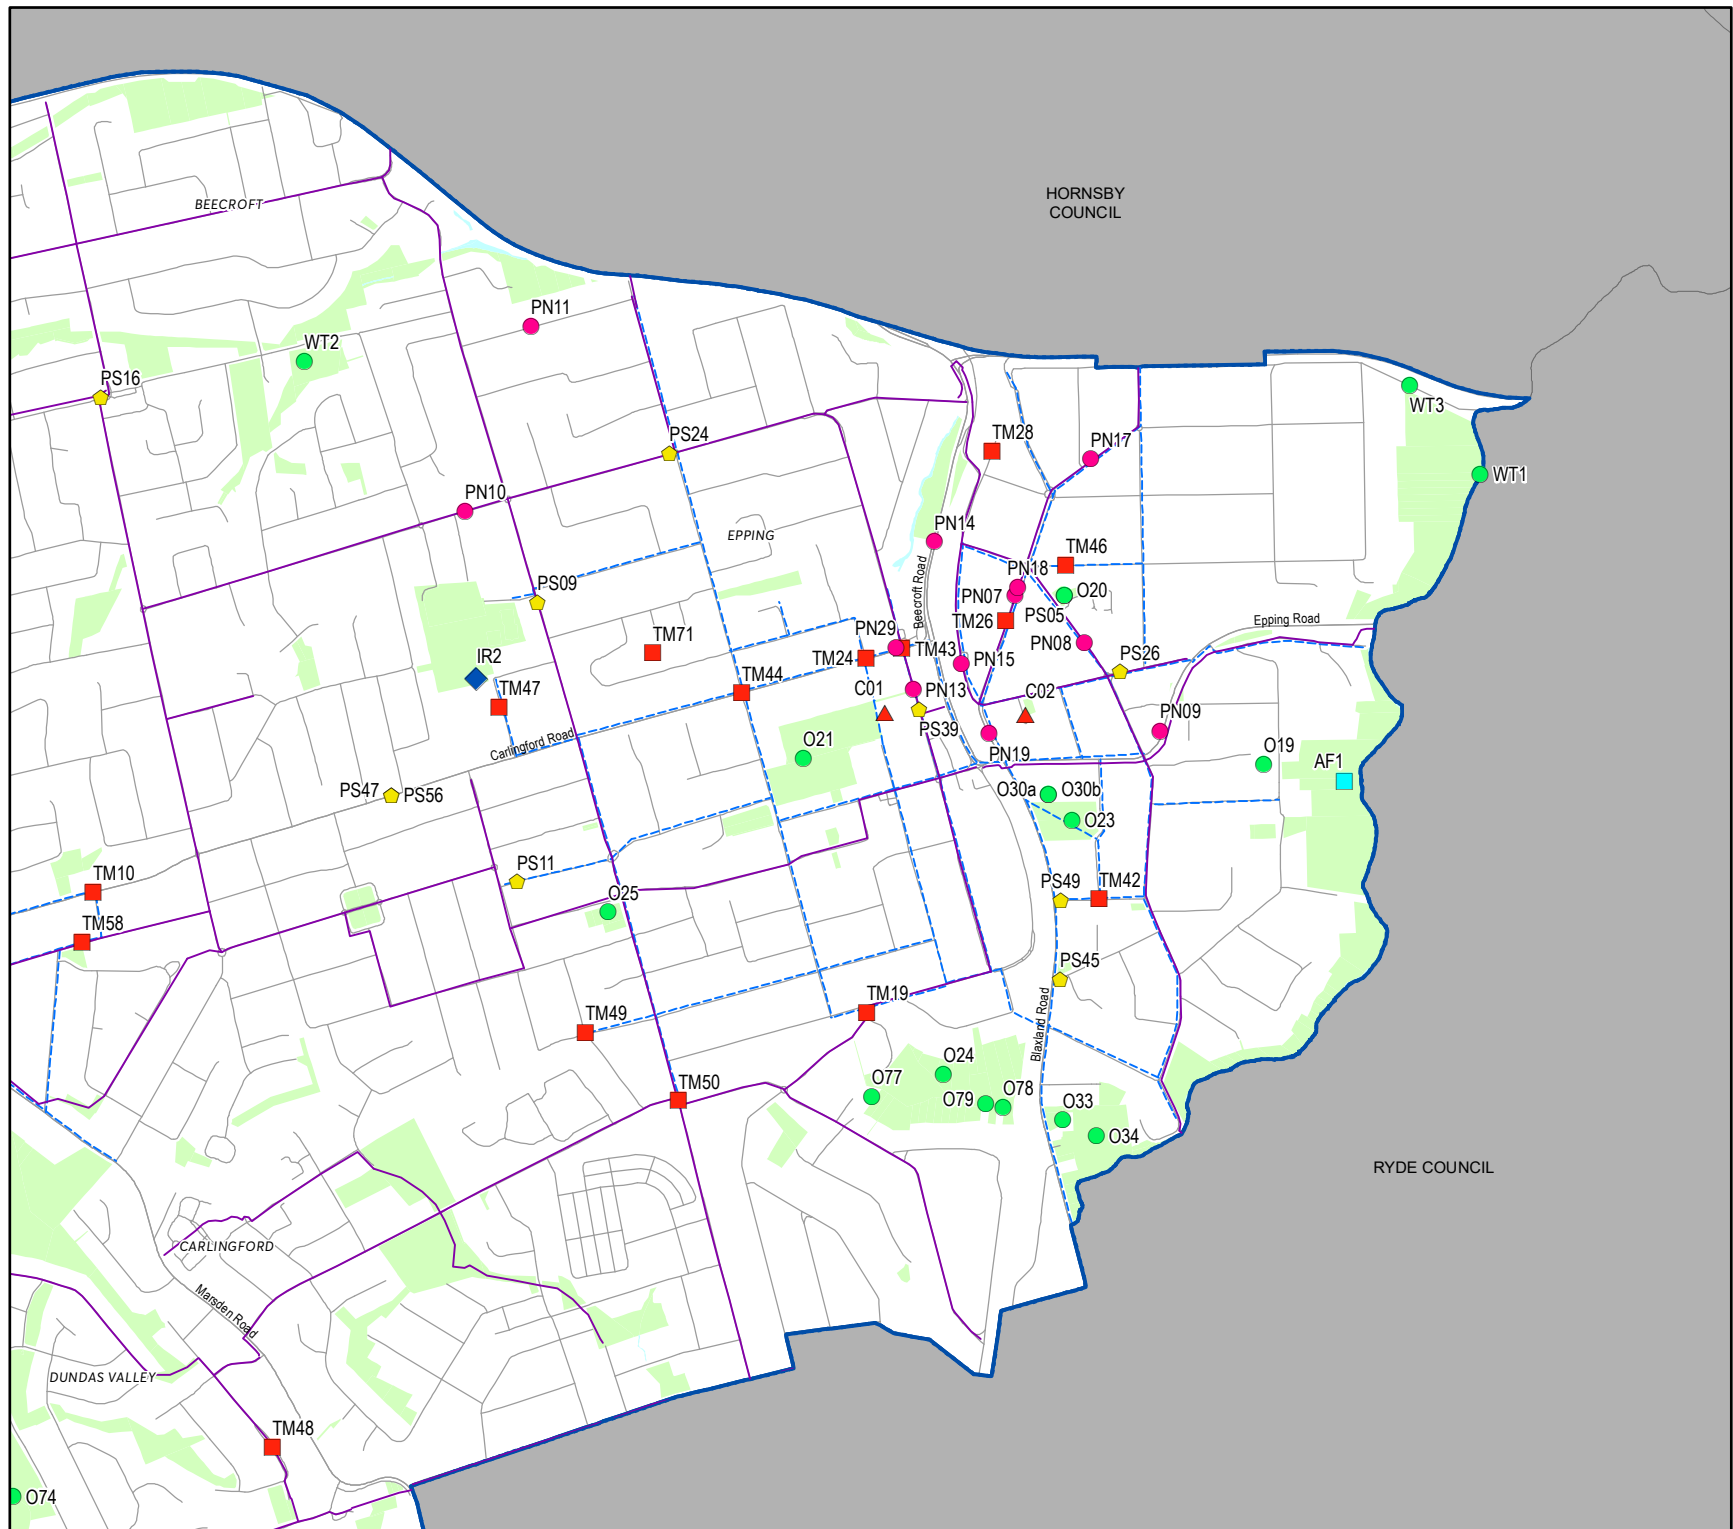 HORNSBY
COUNCIL
BEECROFT
PN11
WT2
PS16
WT3
PS24
TM28
PN17
WT1
PN10
EPPING
PN14
TM46
PN18
PS09
Beecroft Road
PN07
O20
PS05
TM26
Epping Road
PN29
TM71
TM43
PN08
TM24
PN15
PS26
IR2
TM44
C01
PN13
C02
TM47
PS39
PN09
Carlingford Road
PN19
O21
O19
AF1
PS47
PS56
O30a
O30b
O23
TM10
PS11
PS49
TM42
O25
TM58
PS45
TM19
TM49
Blaxland Road
O24
TM50
O77
O79
O78
O33
O34
RYDE COUNCIL
CARLINGFORD
Marsden Road
DUNDAS VALLEY
TM48
O74